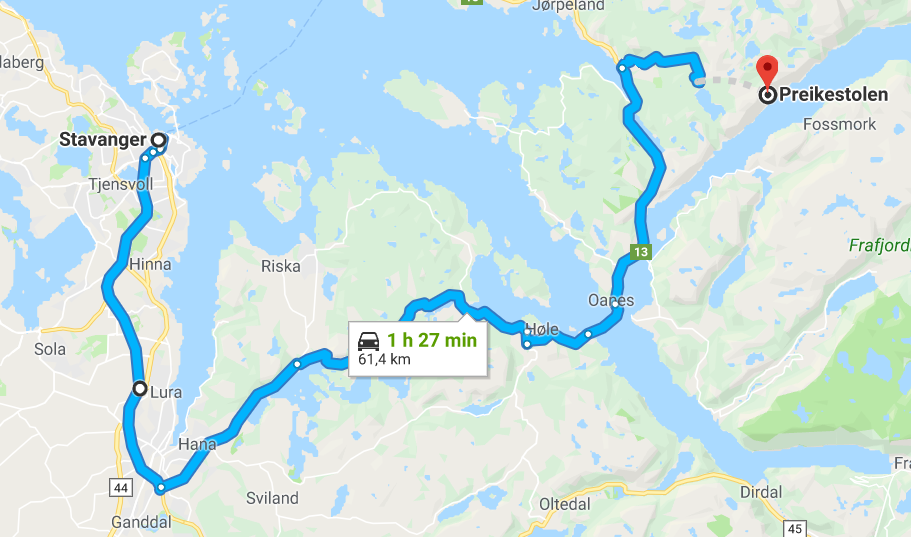 Jørpeland
Preikestolen
Fossmork
Stavanger
Tjensvoll
Frafjord
Hinna
Riska
13
Oanes
Høle
1 h 27 min
61,4 km
Sola
Lura
Hana
44
Sviland
Oltedal
Dirdal
Ganddal
45